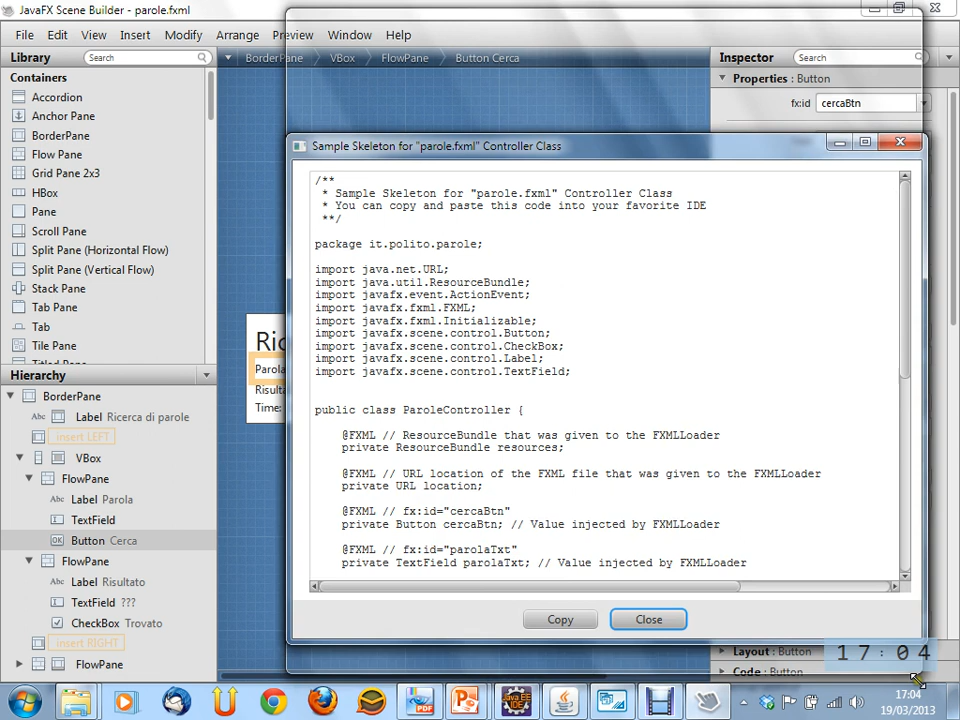 JavaFX Scene Builder - parole.fxml
File Edit View Insert Modify Arrange Preview Window Help
Library Search
BorderPane VBox FlowPane Button Cerca
Inspector Search
Containers
Properties : Button
Accordion
fx:id cercaBtn
Anchor Pane
BorderPane
Flow Pane
Grid Pane 2x3
HBox
Pane
Scroll Pane
Split Pane (Horizontal Flow)
Split Pane (Vertical Flow)
Stack Pane
Tab Pane
Tab
Tile Pane
Hierarchy
BorderPane
Abc Label Ricerca di parole
insert LEFT
VBox
FlowPane
Abc Label Parola
TextField
OK Button Cerca
FlowPane
Abc Label Risultato
TextField ???
CheckBox Trovato
insert RIGHT
FlowPane
Parola
Time:
Sample Skeleton for "parole.fxml" Controller Class
/**
* Sample Skeleton for "parole.fxml" Controller Class
* You can copy and paste this code into your favorite IDE
**/
package it.polito.parole;
import java.net.URL;
import java.util.ResourceBundle;
import javafx.event.ActionEvent;
import javafx.fxml.FXML;
import javafx.fxml.Initializable;
import javafx.scene.control.Button;
import javafx.scene.control.CheckBox;
import javafx.scene.control.Label;
import javafx.scene.control.TextField;
public class ParoleController {
@FXML // ResourceBundle that was given to the FXMLLoader
private ResourceBundle resources;
@FXML // URL location of the FXML file that was given to the FXMLLoader
private URL location;
@FXML // fx:id="cercaBtn"
private Button cercaBtn; // Value injected by FXMLLoader
@FXML // fx:id="parolaTxt"
private TextField parolaTxt; // Value injected by FXMLLoader
Copy Close
Layout : Button
Code : Button
17:04
PDF
Java EE
IDE
17:04
19/03/2013